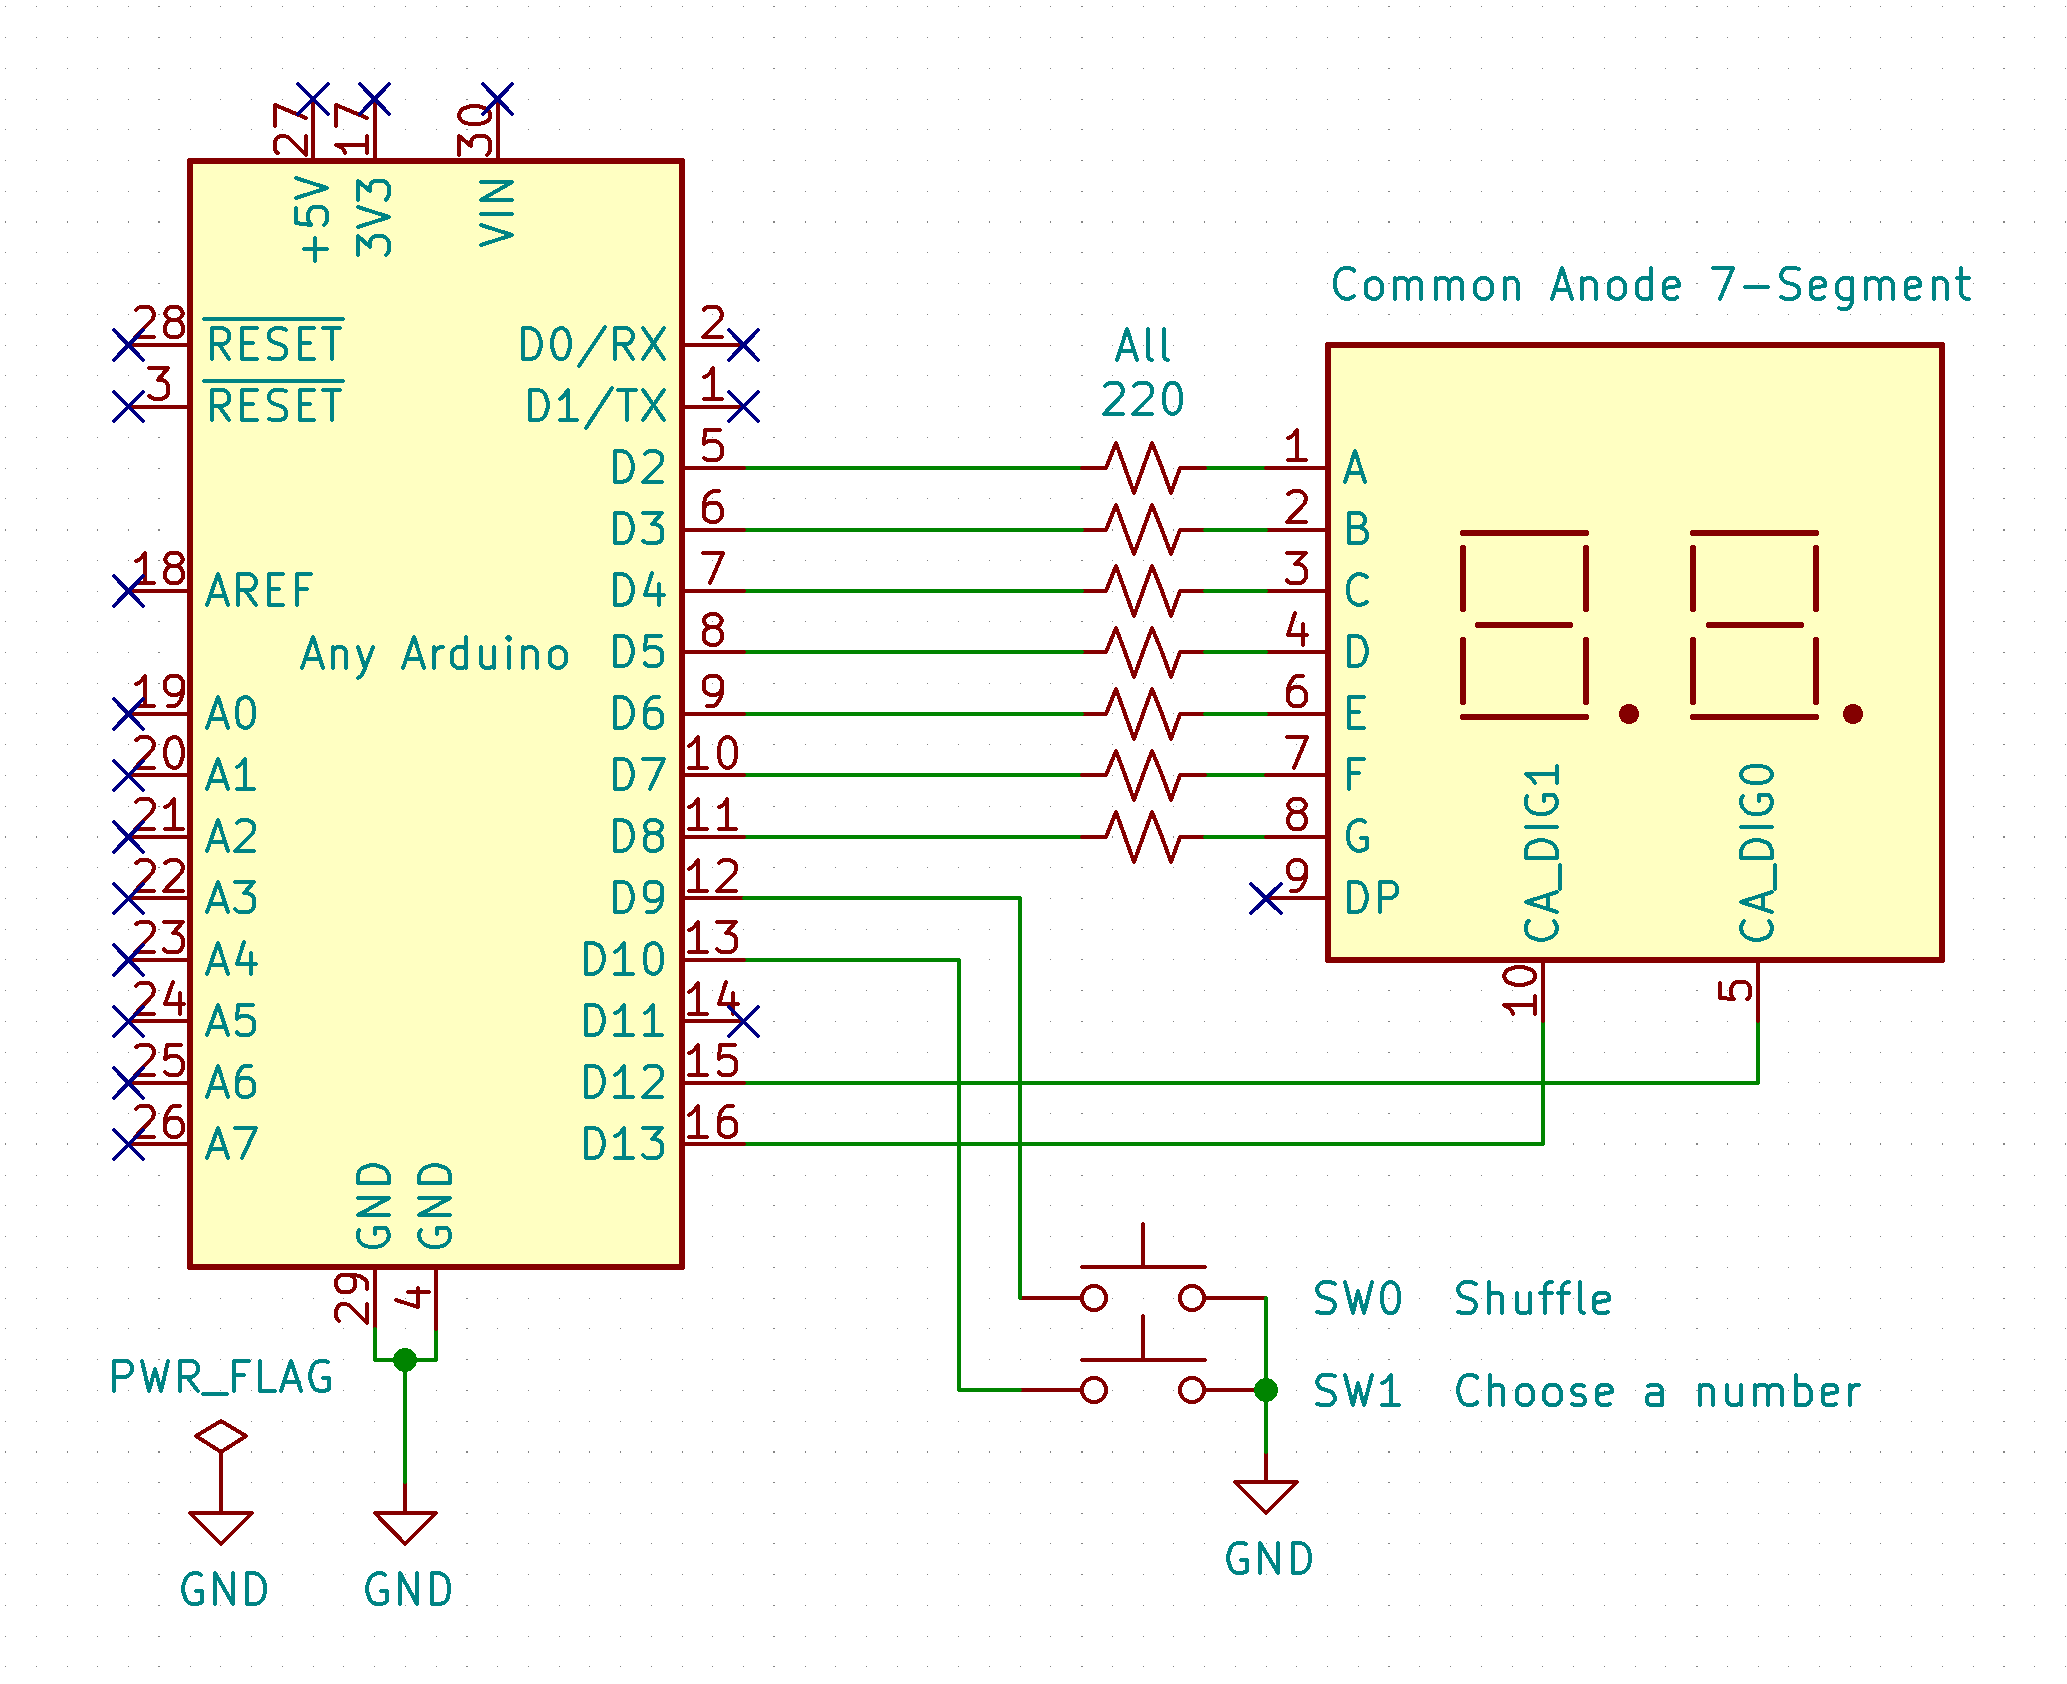 27
17
30
+5V
3V3
VIN
28
RESET
3
RESET
18
AREF
Any Arduino
19
A0
20
A1
21
A2
22
A3
23
A4
24
A5
25
A6
26
A7
D0/RX
2
D1/TX
1
D2
5
D3
6
D4
7
D5
8
D6
9
D7
10
D8
11
D9
12
D10
13
D11
14
D12
15
D13
16
GND
GND
29
4
PWR_FLAG
GND
GND
All
220
Common Anode 7-Segment
1
A
2
B
3
C
4
D
6
E
7
F
8
G
9
DP
CA_DIG1
CA_DIG0
10
5
SW0 Shuffle
SW1 Choose a number
GND